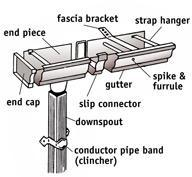 fascia bracket
strap hanger
end piece
gutter
spike &
furrule
end cap
slip connector
downspout
conductor pipe band
(clincher)